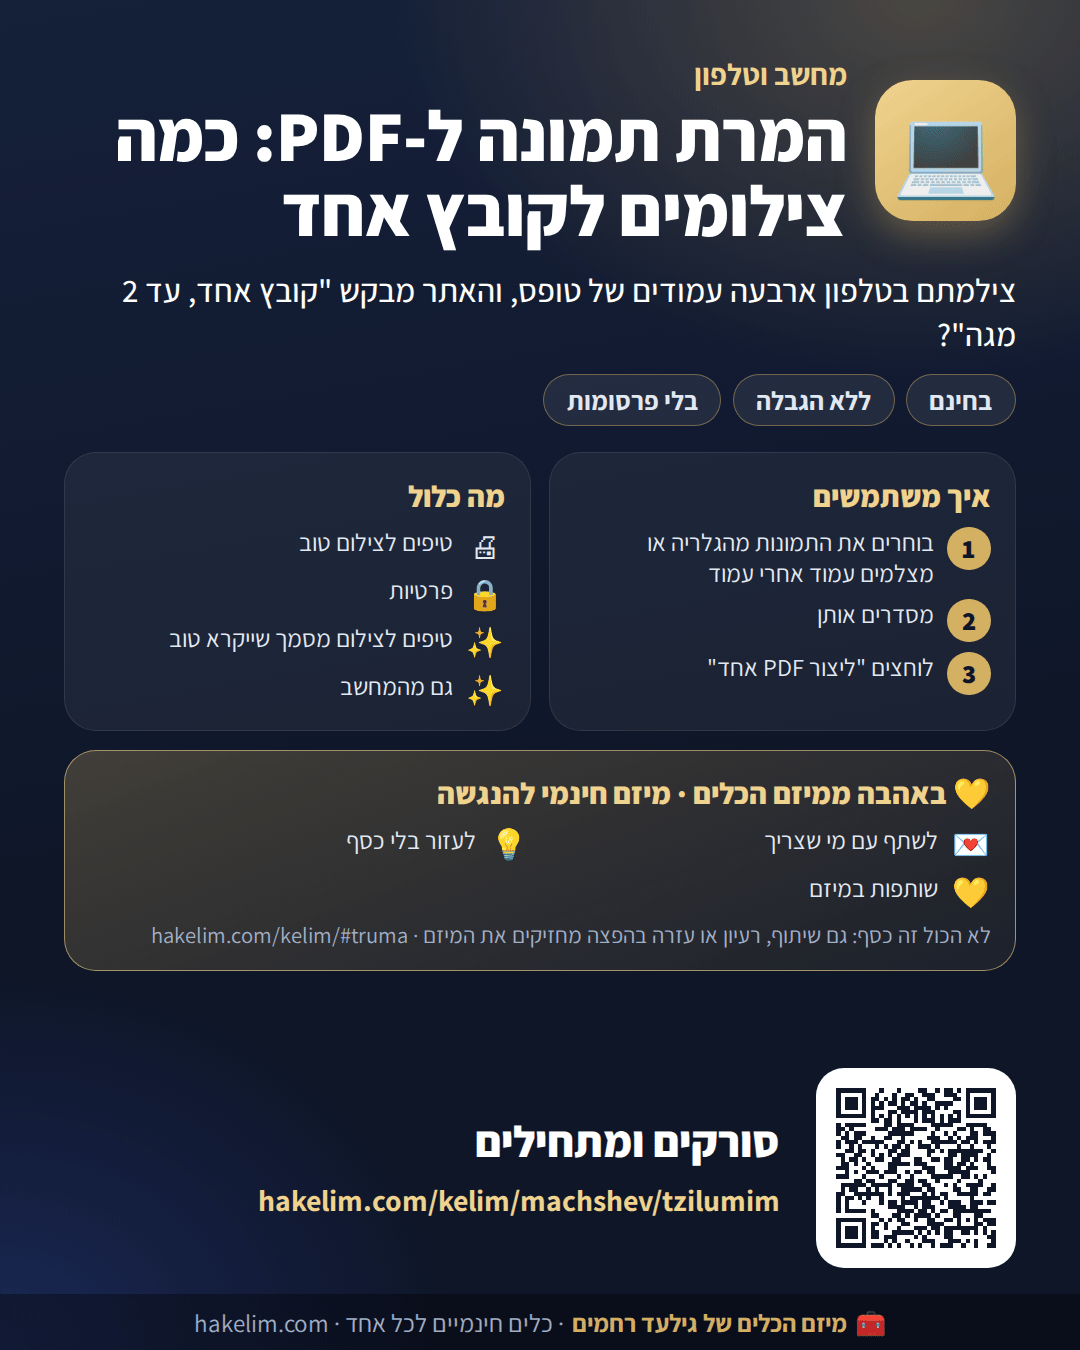 מחשב וטלפון
המרת תמונה ל-PDF: כמה
צילומים לקובץ אחד
צילמתם בטלפון ארבעה עמודים של טופס, והאתר מבקש "קובץ אחד, עד 2
מגה"?
בחינם
ללא הגבלה
בלי פרסומות
איך משתמשים
1 בוחרים את התמונות מהגלריה או
מצלמים עמוד אחרי עמוד
2 מסדרים אותן
3 לוחצים "ליצור PDF אחד"
מה כלול
טיפים לצילום טוב
פרטיות
טיפים לצילום מסמך שייקרא טוב
גם מהמחשב
באהבה ממיזם הכלים · מיזם חינמי להנגשה
לשתף עם מי שצריך
לעזור בלי כסף
שותפות במיזם
לא הכול זה כסף: גם שיתוף, רעיון או עזרה בהפצה מחזיקים את המיזם · hakelim.com/kelim/#truma
סורקים ומתחילים
hakelim.com/kelim/machshev/tzilumim
מיזם הכלים של גילעד רחמים · כלים חינמיים לכל אחד · hakelim.com